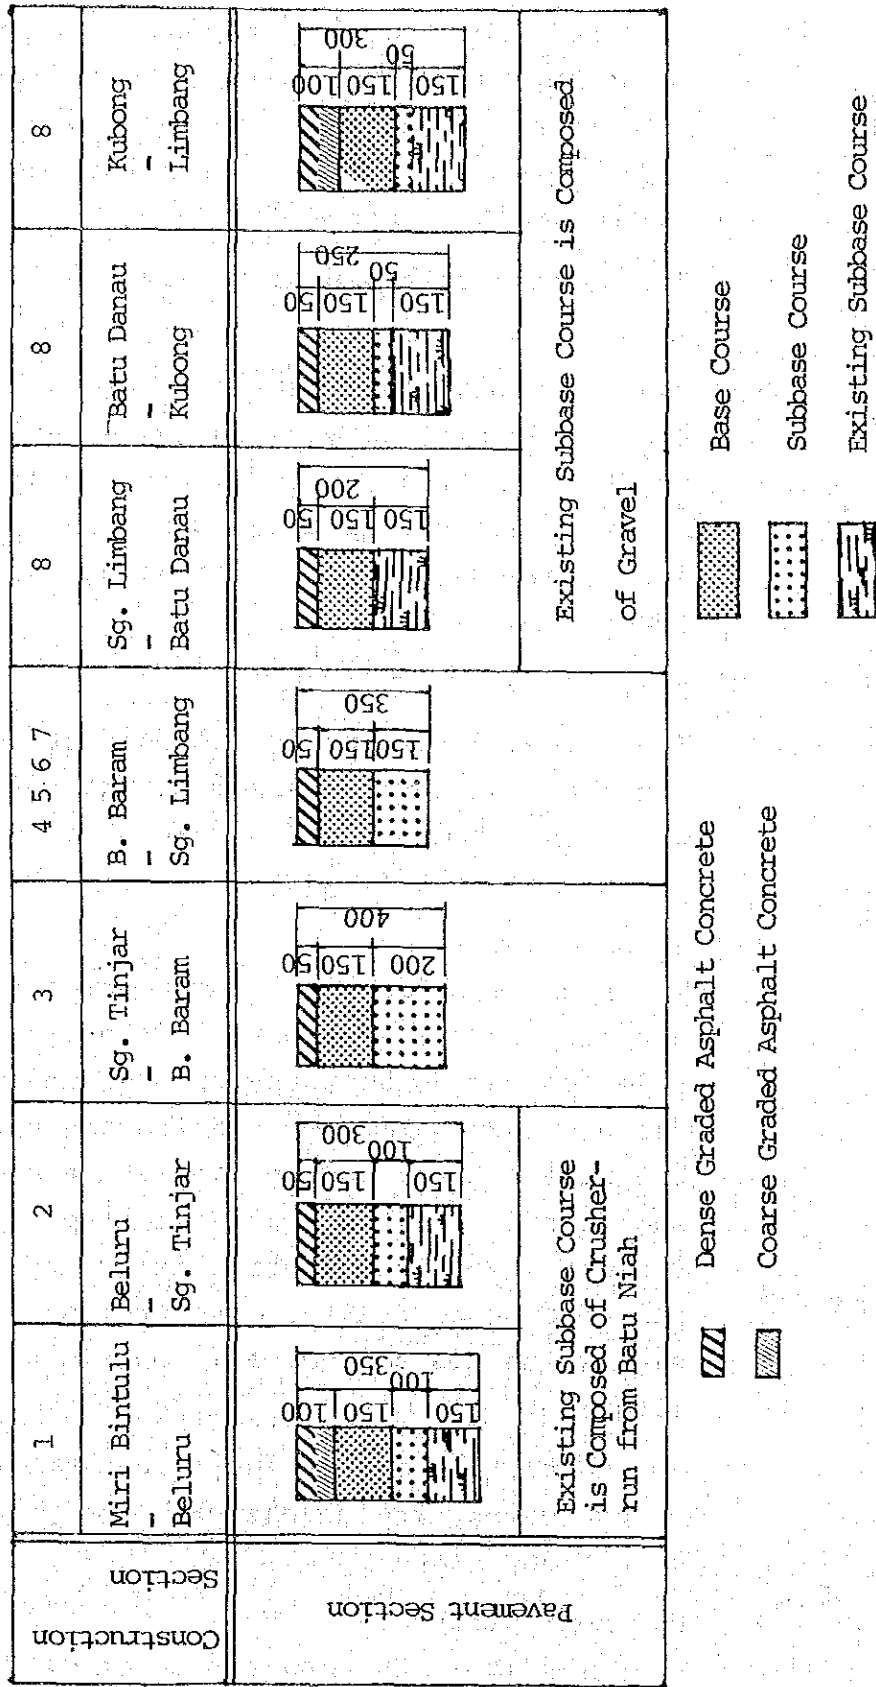 Construction
Section
1
Miri Bintulu
-
Beluru
2
Beluru
-
Sg. Tinjar
3
Sg. Tinjar
-
B. Baram
4 5 6 7
B. Baram
-
Sg. Limbang
8
Sg. Limbang
-
Batu Danau
8
Batu Danau
-
Kubong
8
Kubong
-
Limbang
Pavement Section
100 150 100 150
350
50 150 100 150
300
50 150 200
400
50 150 150
350
50 150 150
200
50 150 50 150
250
100 150 50 150
300
Existing Subbase Course
is Composed of Crusher-
run from Batu Niah
Existing Subbase Course is Composed
of Gravel
Dense Graded Asphalt Concrete
Coarse Graded Asphalt Concrete
Base Course
Subbase Course
Existing Subbase Course